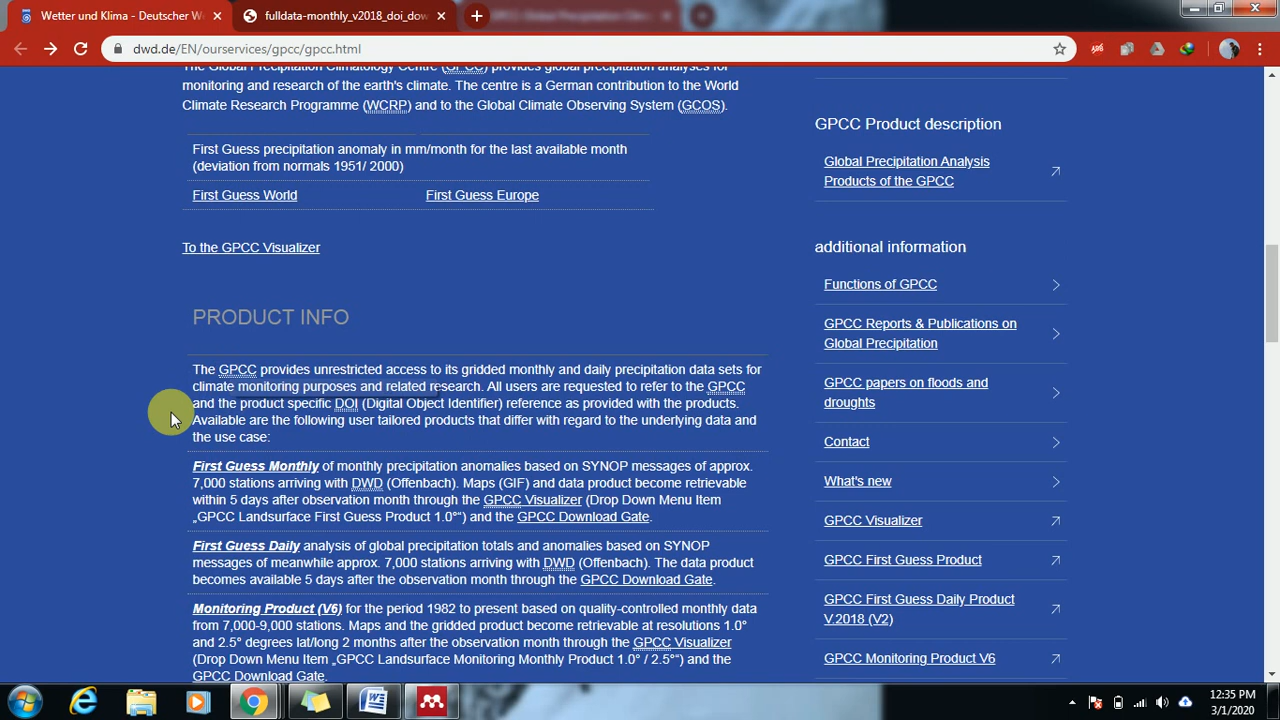 Wetter und Klima - Deutscher We
fulldata-monthly_v2018_doi_dow
dwd.de/EN/ourservices/gpcc/gpcc.html
The Global Precipitation Climatology Centre (GPCC) provides global precipitation analyses for
monitoring and research of the earth's climate. The centre is a German contribution to the World
Climate Research Programme (WCRP) and to the Global Climate Observing System (GCOS).
First Guess precipitation anomaly in mm/month for the last available month
(deviation from normals 1951/ 2000)
First Guess World
First Guess Europe
To the GPCC Visualizer
PRODUCT INFO
The GPCC provides unrestricted access to its gridded monthly and daily precipitation data sets for
climate monitoring purposes and related research. All users are requested to refer to the GPCC
and the product specific DOI (Digital Object Identifier) reference as provided with the products.
Available are the following user tailored products that differ with regard to the underlying data and
the use case:
First Guess Monthly of monthly precipitation anomalies based on SYNOP messages of approx.
7,000 stations arriving with DWD (Offenbach). Maps (GIF) and data product become retrievable
within 5 days after observation month through the GPCC Visualizer (Drop Down Menu Item
„GPCC Landsurface First Guess Product 1.0°“) and the GPCC Download Gate.
First Guess Daily analysis of global precipitation totals and anomalies based on SYNOP
messages of meanwhile approx. 7,000 stations arriving with DWD (Offenbach). The data product
becomes available 5 days after the observation month through the GPCC Download Gate.
Monitoring Product (V6) for the period 1982 to present based on quality-controlled monthly data
from 7,000-9,000 stations. Maps and the gridded product become retrievable at resolutions 1.0°
and 2.5° degrees lat/long 2 months after the observation month through the GPCC Visualizer
(Drop Down Menu Item „GPCC Landsurface Monitoring Monthly Product 1.0° / 2.5°“) and the
GPCC Download Gate.
GPCC Product description
Global Precipitation Analysis
Products of the GPCC
additional information
Functions of GPCC
GPCC Reports & Publications on
Global Precipitation
GPCC papers on floods and
droughts
Contact
What's new
GPCC Visualizer
GPCC First Guess Product
GPCC First Guess Daily Product
V.2018 (V2)
GPCC Monitoring Product V6
12:35 PM
3/1/2020